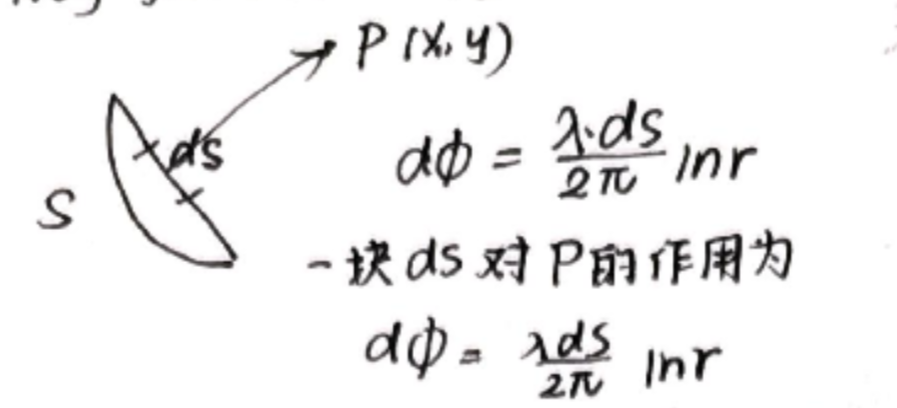 P(x,y)
ds
S
dϕ = λ·ds/2π lnr
一块ds对P的作用为
dϕ = λds/2π lnr